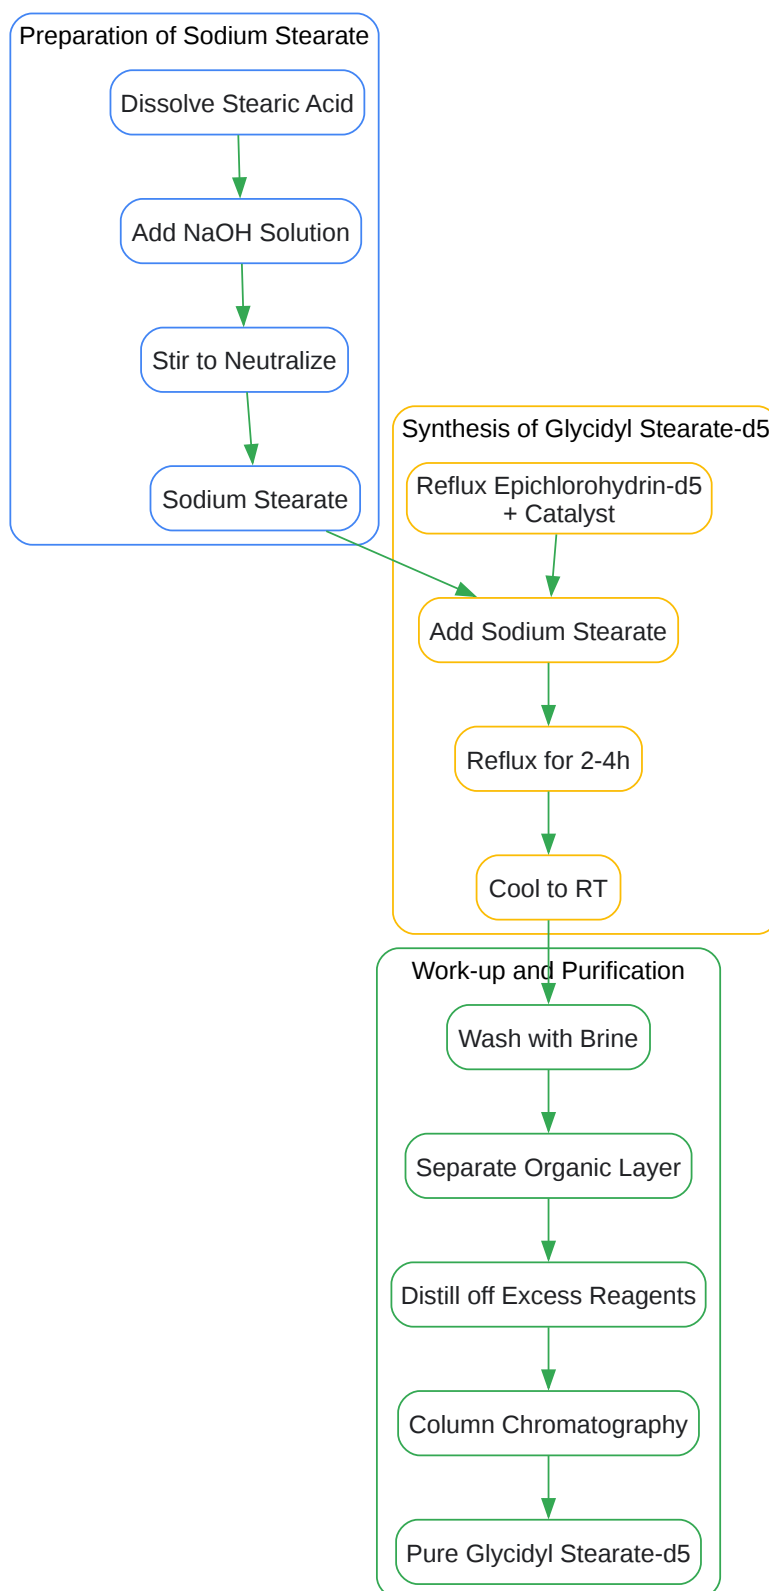 Preparation of Sodium Stearate
Dissolve Stearic Acid
Add NaOH Solution
Stir to Neutralize
Sodium Stearate
Synthesis of Glycidyl Stearate-d5
Reflux Epichlorohydrin-d5
+ Catalyst
Add Sodium Stearate
Reflux for 2-4h
Cool to RT
Work-up and Purification
Wash with Brine
Separate Organic Layer
Distill off Excess Reagents
Column Chromatography
Pure Glycidyl Stearate-d5